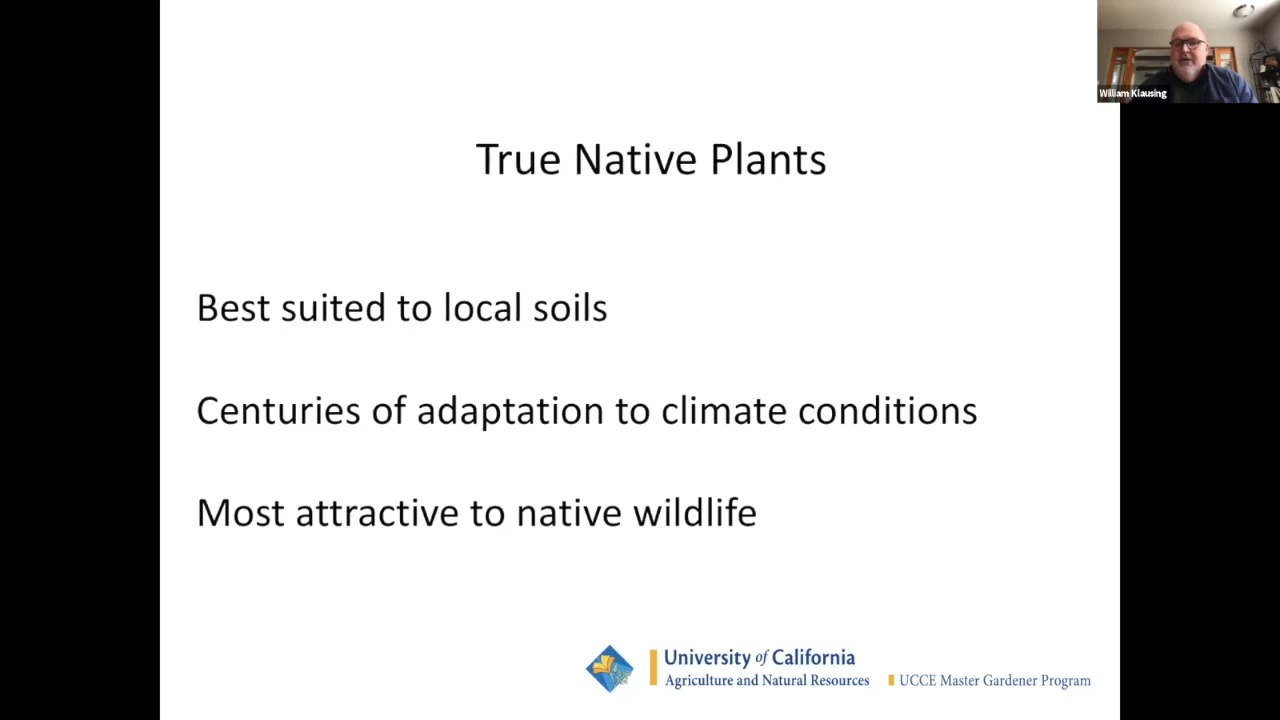 William Klausing
True Native Plants
Best suited to local soils
Centuries of adaptation to climate conditions
Most attractive to native wildlife
University of California
Agriculture and Natural Resources
UCCE Master Gardener Program